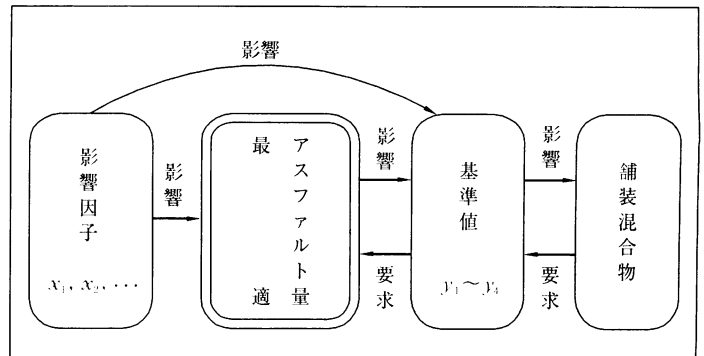 影響
影響因子
x₁, x₂, ···
影響
最適
アスファルト量
影響
要求
基準値
y₁～y₄
影響
要求
舗装混合物